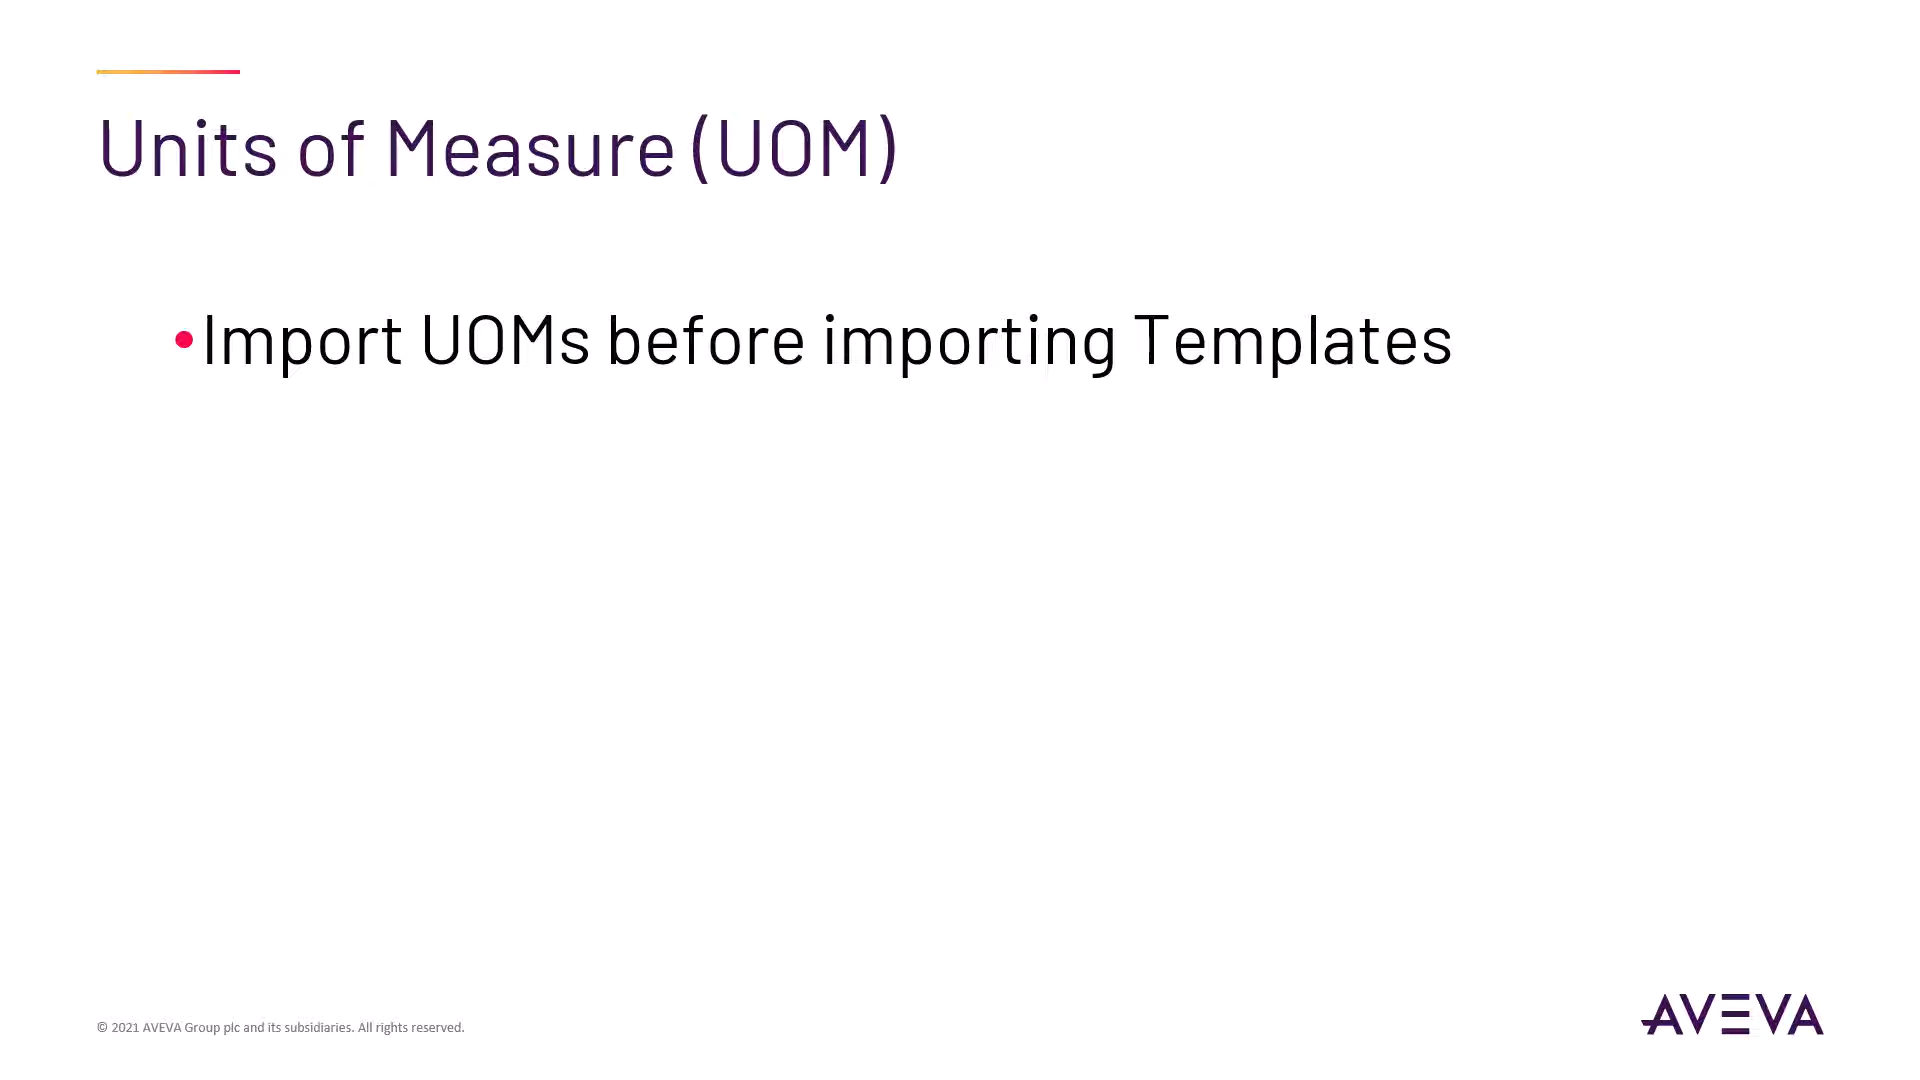 Units of Measure (UOM)
•Import UOMs before importing Templates
© 2021 AVEVA Group plc and its subsidiaries. All rights reserved.
AVEVA